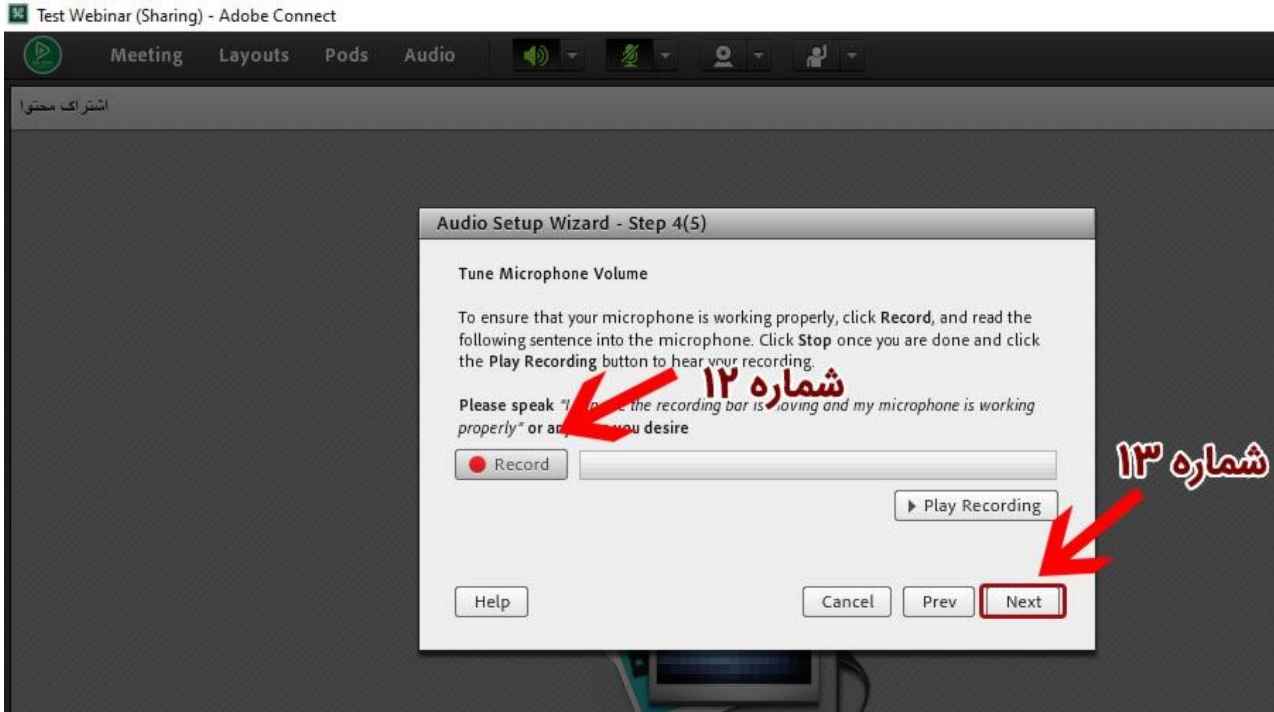 Test Webinar (Sharing) - Adobe Connect
Meeting Layouts Pods Audio
اشتراک محتوا
Audio Setup Wizard - Step 4(5)
Tune Microphone Volume
To ensure that your microphone is working properly, click Record, and read the
following sentence into the microphone. Click Stop once you are done and click
the Play Recording button to hear your recording.
شماره ۱۲
Please speak the recording bar is moving and my microphone is working
properly" or you desire
Record
شماره ۱۳
Play Recording
Help Cancel Prev Next